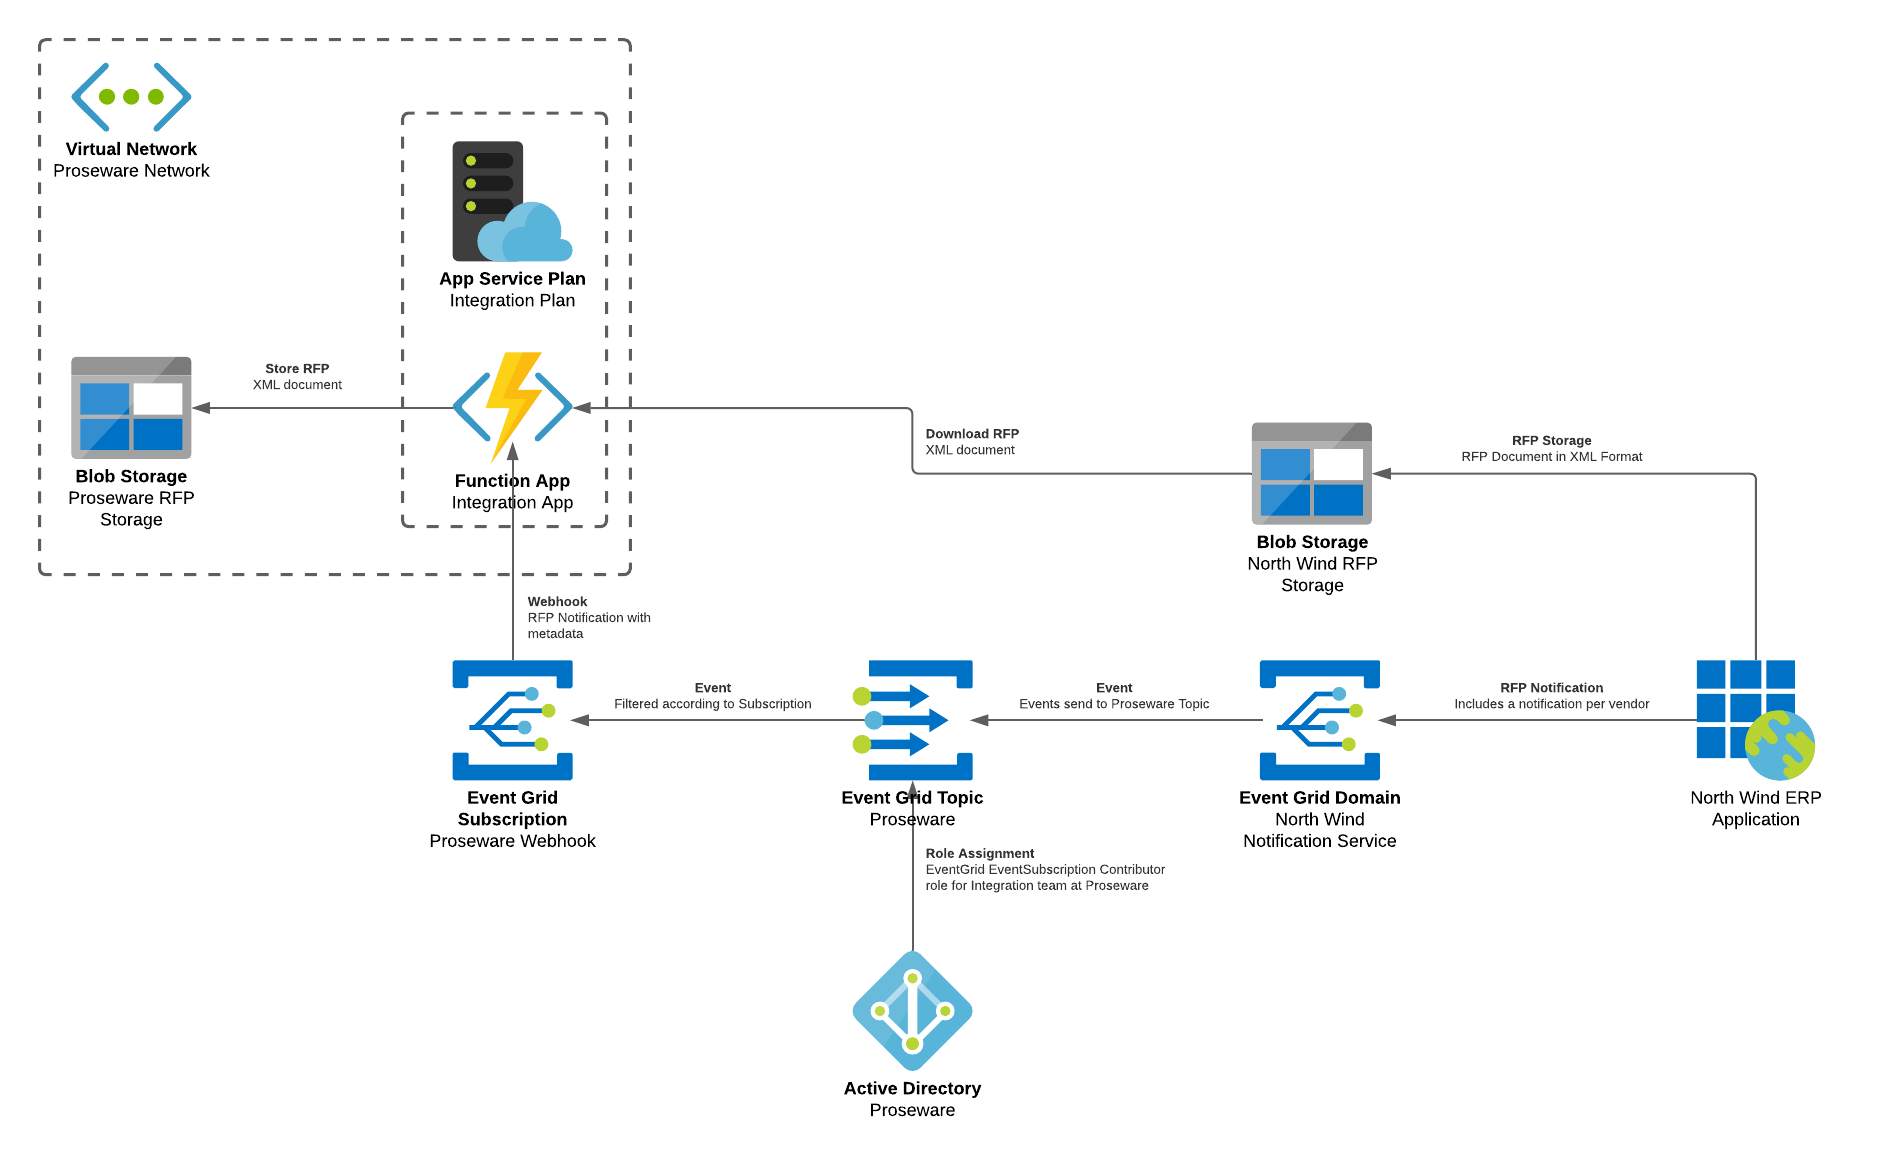 Virtual Network
Proseware Network
App Service Plan
Integration Plan
Store RFP
XML document
Blob Storage
Proseware RFP
Storage
Function App
Integration App
Download RFP
XML document
RFP Storage
RFP Document in XML Format
Blob Storage
North Wind RFP
Storage
Webhook
RFP Notification with
metadata
Event
Filtered according to Subscription
Event
Events send to Proseware Topic
RFP Notification
Includes a notification per vendor
Event Grid
Subscription
Proseware Webhook
Event Grid Topic
Proseware
Event Grid Domain
North Wind
Notification Service
North Wind ERP
Application
Role Assignment
EventGrid EventSubscription Contributor
role for Integration team at Proseware
Active Directory
Proseware